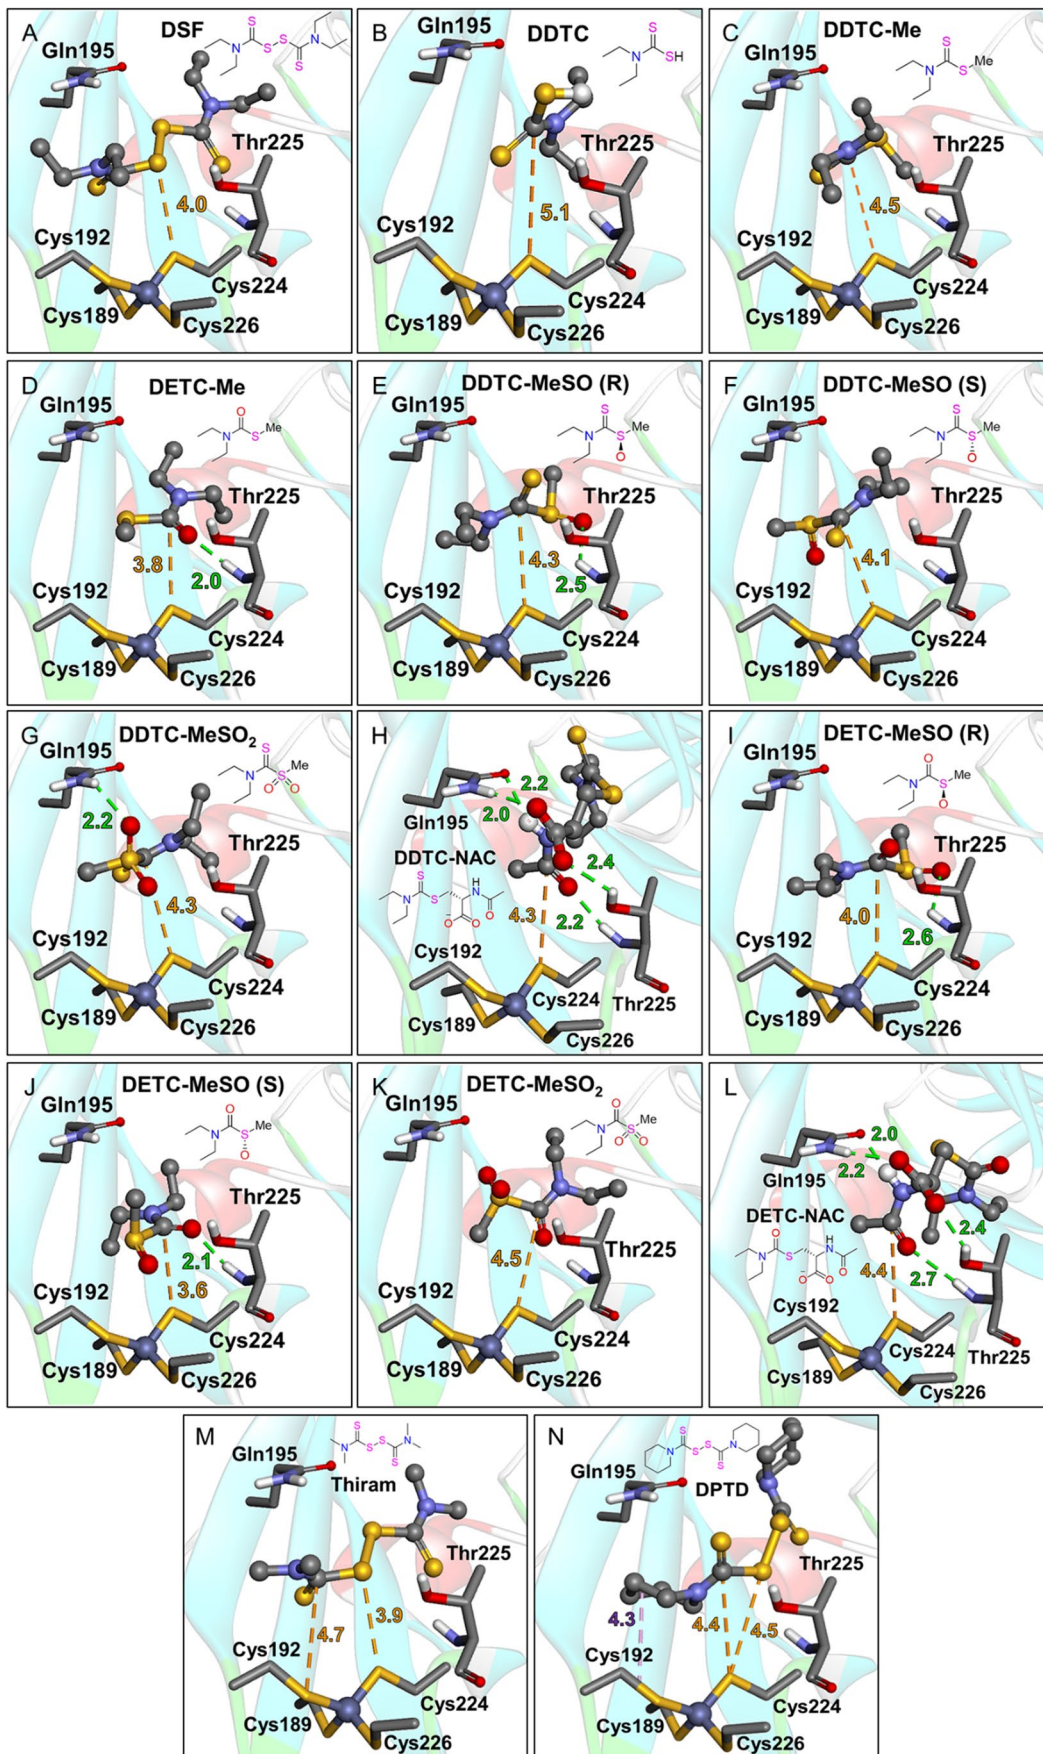 A DSF
Gln195
S
N S S N
S
Thr225
4.0
Cys192
Cys224
Cys189
Cys226
B DDTC
Gln195
S
N SH
Thr225
5.1
Cys192
Cys224
Cys189
Cys226
C DDTC-Me
Gln195
S
N S Me
Thr225
4.5
Cys192
Cys224
Cys189
Cys226
D DETC-Me
Gln195
O
N S Me
Thr225
3.8
2.0
Cys192
Cys224
Cys189
Cys226
E DDTC-MeSO (R)
Gln195
S
N S Me
O
Thr225
4.3
2.5
Cys192
Cys224
Cys189
Cys226
F DDTC-MeSO (S)
Gln195
S
N S Me
O
Thr225
4.1
Cys192
Cys224
Cys189
Cys226
G DDTC-MeSO₂
Gln195
S
N S Me
O O
2.2
Thr225
4.3
Cys192
Cys224
Cys189
Cys226
H
2.2
2.0
Gln195
DDTC-NAC
2.4
S H
N S N
O O
⁻O
4.3
2.2
Cys192
Cys224
Thr225
Cys189
Cys226
I DETC-MeSO (R)
Gln195
O
N S Me
O
Thr225
4.0
2.6
Cys192
Cys224
Cys189
Cys226
J DETC-MeSO (S)
Gln195
O
N S Me
O
Thr225
2.1
3.6
Cys192
Cys224
Cys189
Cys226
K DETC-MeSO₂
Gln195
O
N S Me
O O
Thr225
4.5
Cys192
Cys224
Cys189
Cys226
L
2.0
2.2
Gln195
DETC-NAC
2.4
O H
N S N
O O
⁻O
4.4
2.7
Cys192
Cys224
Thr225
Cys189
Cys226
M
S
N S S N
S
Gln195
Thiram
Thr225
3.9
4.7
Cys192
Cys224
Cys189
Cys226
N
S
N S S N
S
Gln195
DPTD
Thr225
4.3
4.4
4.5
Cys192
Cys224
Cys189
Cys226